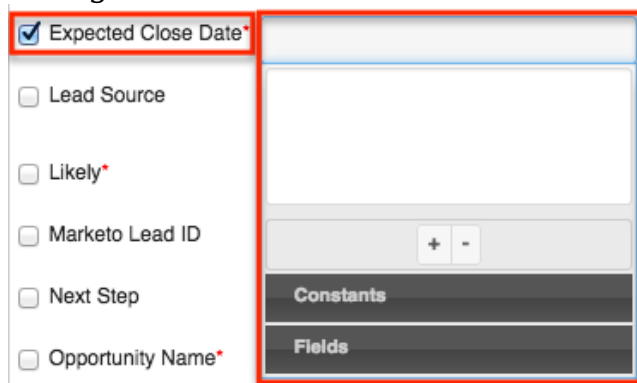 Expected Close Date*
Lead Source
Likely*
Marketo Lead ID
+ -
Next Step
Constants
Opportunity Name*
Fields